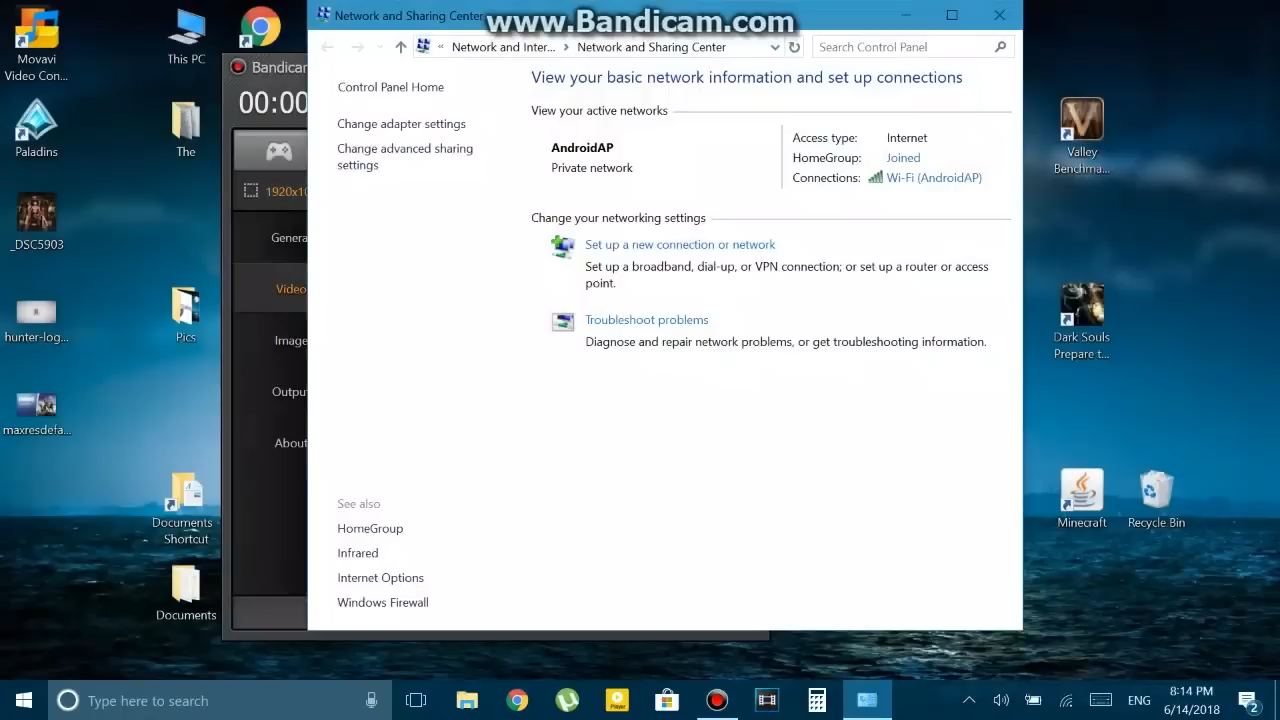 Movavi
Video Con...
This PC
Paladins
The
_DSC5903
hunter-log...
Pics
maxresdefa...
Documents
Shortcut
Documents
Bandicam
00:00
1920x10
Genera
Video
Image
Outpu
About
Network and Sharing Center
www.Bandicam.com
« Network and Inter... › Network and Sharing Center
Search Control Panel
Control Panel Home
Change adapter settings
Change advanced sharing
settings
View your basic network information and set up connections
View your active networks
AndroidAP
Private network
Access type: Internet
HomeGroup: Joined
Connections: Wi-Fi (AndroidAP)
Change your networking settings
Set up a new connection or network
Set up a broadband, dial-up, or VPN connection; or set up a router or access
point.
Troubleshoot problems
Diagnose and repair network problems, or get troubleshooting information.
See also
HomeGroup
Infrared
Internet Options
Windows Firewall
Valley
Benchma...
Dark Souls
Prepare t...
Minecraft
Recycle Bin
Type here to search
Player
ENG
8:14 PM
6/14/2018
2